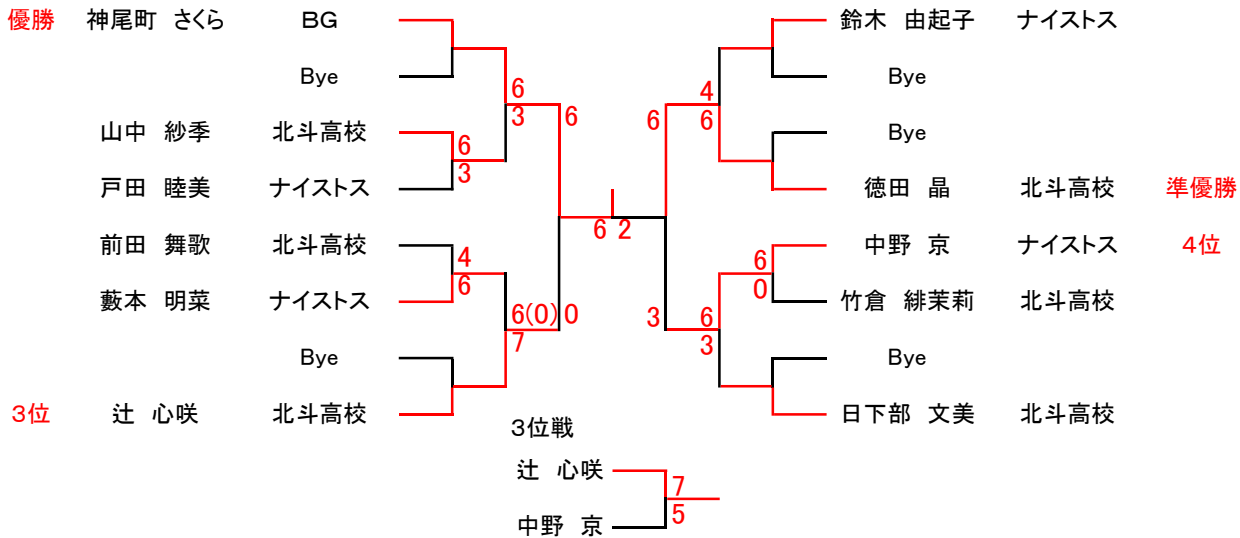 優勝 神尾町 さくら BG 鈴木 由起子 ナイストス
Bye Bye
6 4
3 6 6 6
山中 紗季 北斗高校 Bye
6
3
戸田 睦美 ナイストス 徳田 晶 北斗高校 準優勝
6 2
前田 舞歌 北斗高校 中野 京 ナイストス 4位
4 6
6 0
藪本 明菜 ナイストス 竹倉 緋茉莉 北斗高校
6(0) 0 3 6
7 3
Bye Bye
3位 辻 心咲 北斗高校 日下部 文美 北斗高校
3位戦
辻 心咲
7
5
中野 京